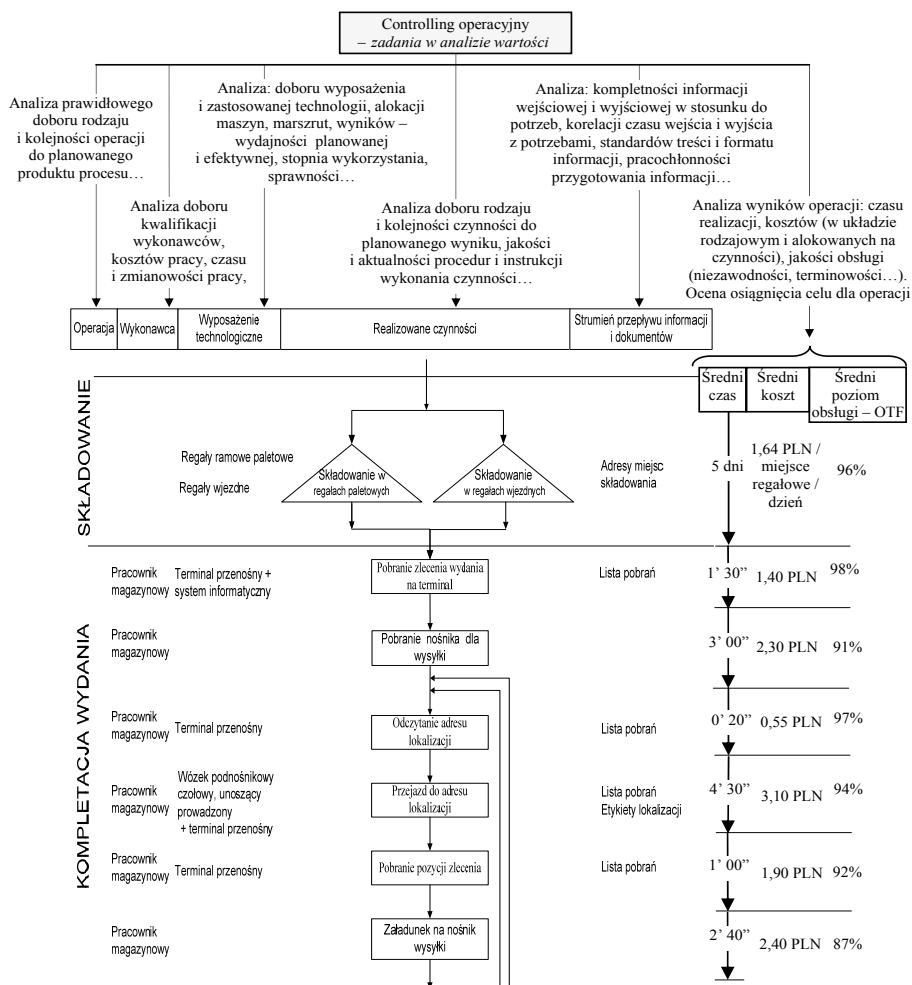 Controlling operacyjny
– zadania w analizie wartości
Analiza prawidłowego
doboru rodzaju
i kolejności operacji
do planowanego
produktu procesu…
Analiza doboru
kwalifikacji
wykonawców,
kosztów pracy, czasu
i zmianowości pracy,
Analiza: doboru wyposażenia
i zastosowanej technologii, alokacji
maszyn, marszrut, wyników –
wydajności planowanej
i efektywnej, stopnia wykorzystania,
sprawności…
Analiza doboru rodzaju
i kolejności czynności do
planowanego wyniku, jakości
i aktualności procedur i instrukcji
wykonania czynności…
Analiza: kompletności informacji
wejściowej i wyjściowej w stosunku do
potrzeb, korelacji czasu wejścia i wyjścia
z potrzebami, standardów treści i formatu
informacji, pracochłonności
przygotowania informacji…
Analiza wyników operacji: czasu
realizacji, kosztów (w układzie
rodzajowym i alokowanych na
czynności), jakości obsługi
(niezawodności, terminowości…).
Ocena osiągnięcia celu dla operacji
Operacja
Wykonawca
Wyposażenie
technologiczne
Realizowane czynności
Strumień przepływu informacji
i dokumentów
Średni
czas
Średni
koszt
Średni
poziom
obsługi – OTF
SKŁADOWANIE
Regały ramowe paletowe
Regały wjezdne
Składowanie w
regałach paletowych
Składowanie
w regałach wjezdnych
Adresy miejsc
składowania
5 dni
1,64 PLN /
miejsce
regałowe /
dzień
96%
KOMPLETACJA WYDANIA
Pracownik
magazynowy
Terminal przenośny +
system informatyczny
Pobranie zlecenia wydania
na terminal
Lista pobrań
1’ 30”
1,40 PLN
98%
Pracownik
magazynowy
Pobranie nośnika dla
wysyłki
3’ 00”
2,30 PLN
91%
Pracownik
magazynowy
Terminal przenośny
Odczytanie adresu
lokalizacji
Lista pobrań
0’ 20”
0,55 PLN
97%
Pracownik
magazynowy
Wózek podnośnikowy
czołowy, unoszący
prowadzony
+ terminal przenośny
Przejazd do adresu
lokalizacji
Lista pobrań
Etykiety lokalizacji
4’ 30”
3,10 PLN
94%
Pracownik
magazynowy
Terminal przenośny
Pobranie pozycji zlecenia
Lista pobrań
1’ 00”
1,90 PLN
92%
Pracownik
magazynowy
Załadunek na nośnik
wysyłki
2’ 40”
2,40 PLN
87%